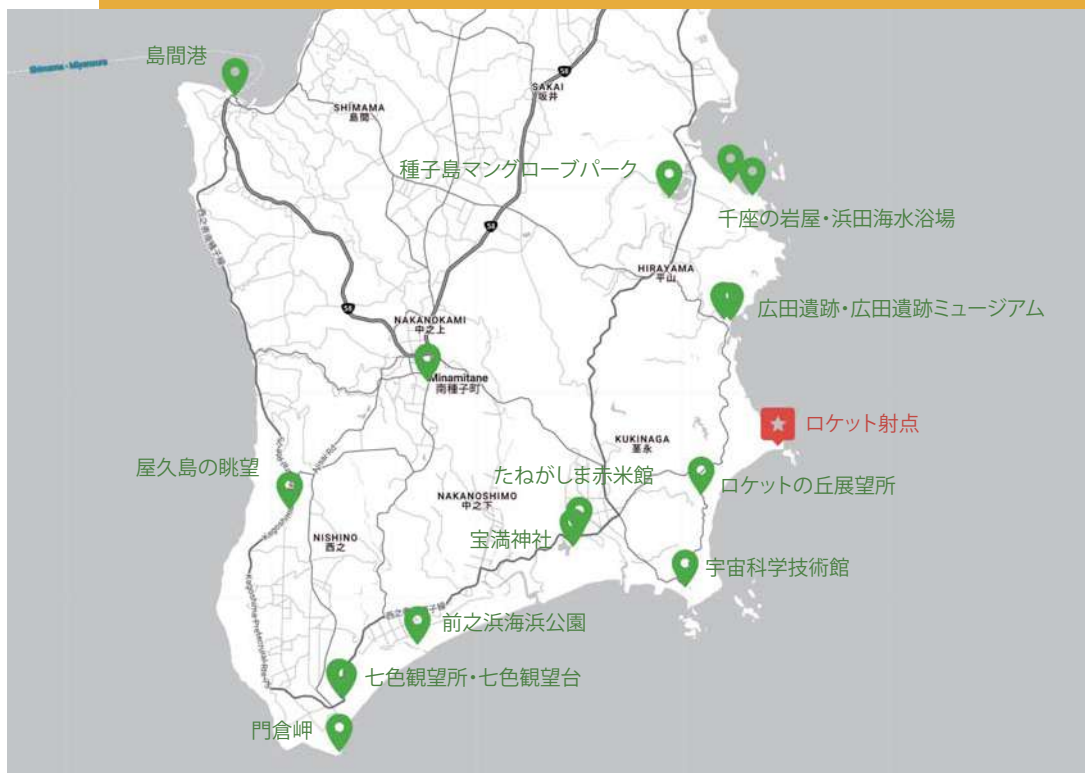 島間港
Shimama - Miyanoura
58
SAKAI
坂井
SHIMAMA
島間
種子島マングローブパーク
千座の岩屋・浜田海水浴場
58
HIRAYAMA
平山
広田遺跡・広田遺跡ミュージアム
58
NAKANOKAMI
中之上
Minamitane
南種子町
ロケット射点
KUKINAGA
茎永
屋久島の眺望
たねがしま赤米館
ロケットの丘展望所
NAKANOSHIMO
中之下
宝満神社
NISHINO
西之
宇宙科学技術館
前之浜海浜公園
七色観望所・七色観望台
門倉岬